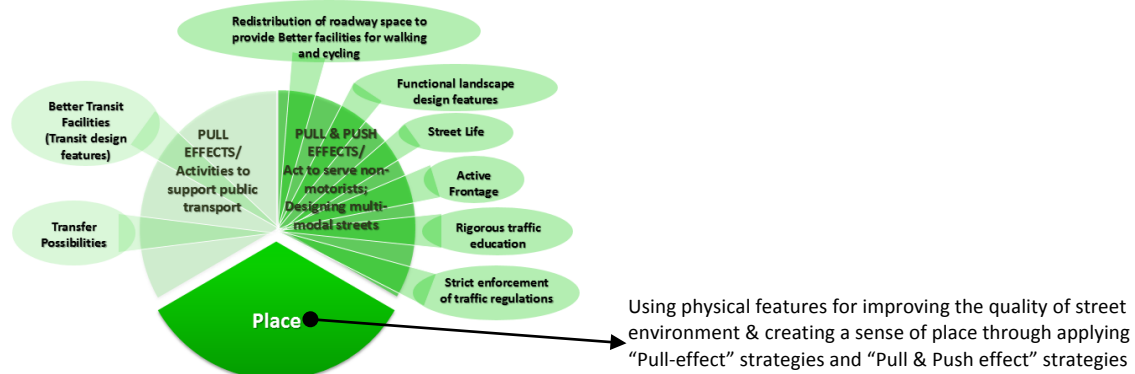 Redistribution of roadway space to
provide Better facilities for walking
and cycling
Functional landscape
design features
Better Transit
Facilities
(Transit design
features)
Street Life
PULL
EFFECTS/
Activities to
support public
transport
PULL & PUSH
EFFECTS/
Act to serve non-
motorists;
Designing multi-
modal streets
Active
Frontage
Transfer
Possibilities
Rigorous traffic
education
Strict enforcement
of traffic regulations
Place
Using physical features for improving the quality of street
environment & creating a sense of place through applying
“Pull-effect” strategies and “Pull & Push effect” strategies